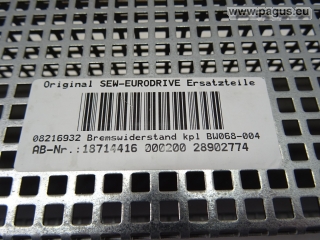 www.pagus.eu
Original SEW-EURODRIVE Ersatzteile
08216932 Bremswiderstand kpl BW068-004
AB-Nr.:18714416 000200 28902774